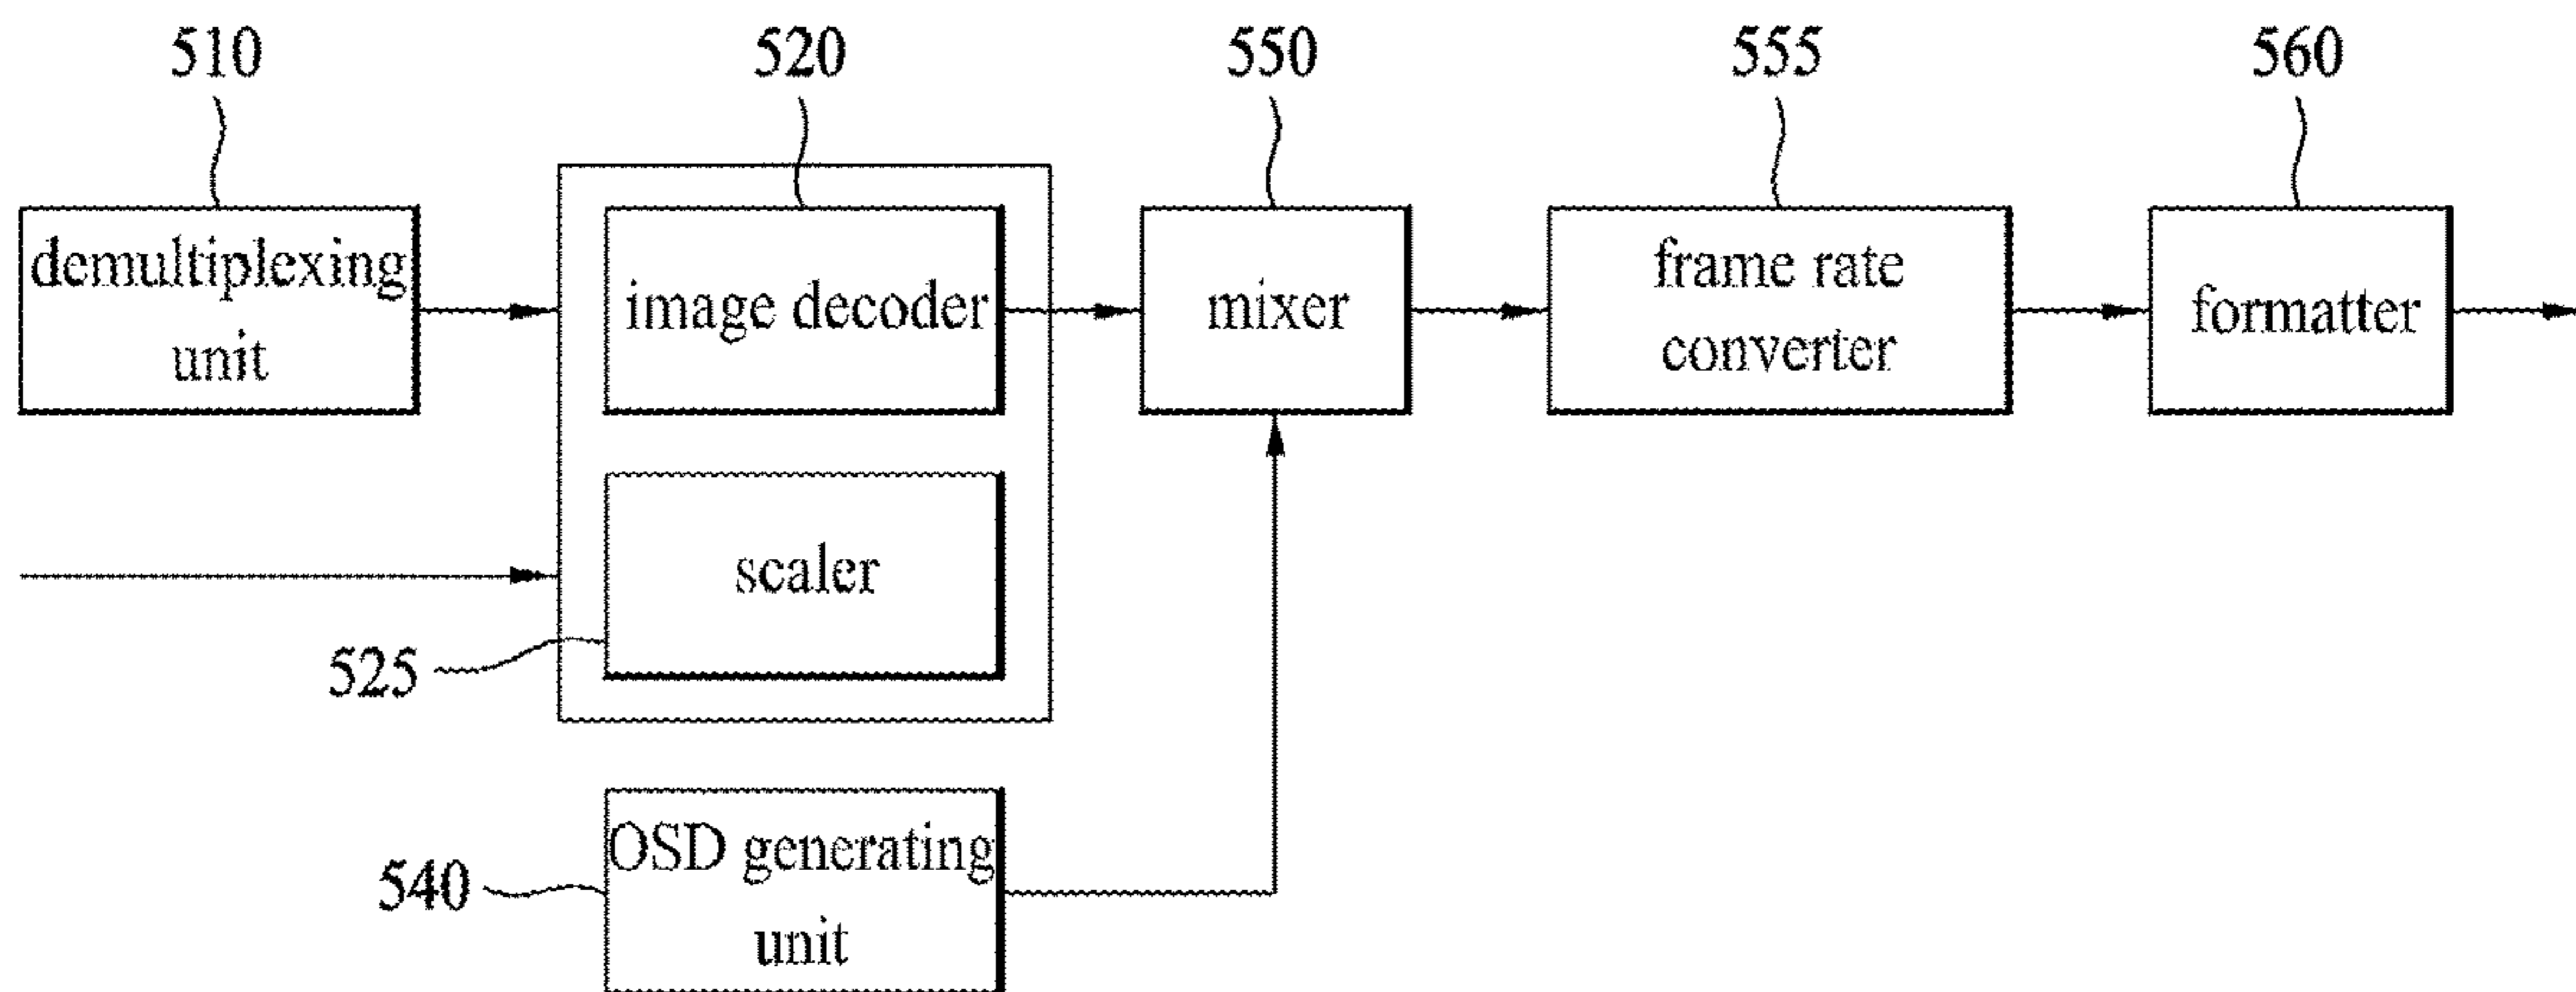 510
520
550
555
560
demultiplexing
unit
image decoder
mixer
frame rate
converter
formatter
scaler
525
OSD generating
unit
540